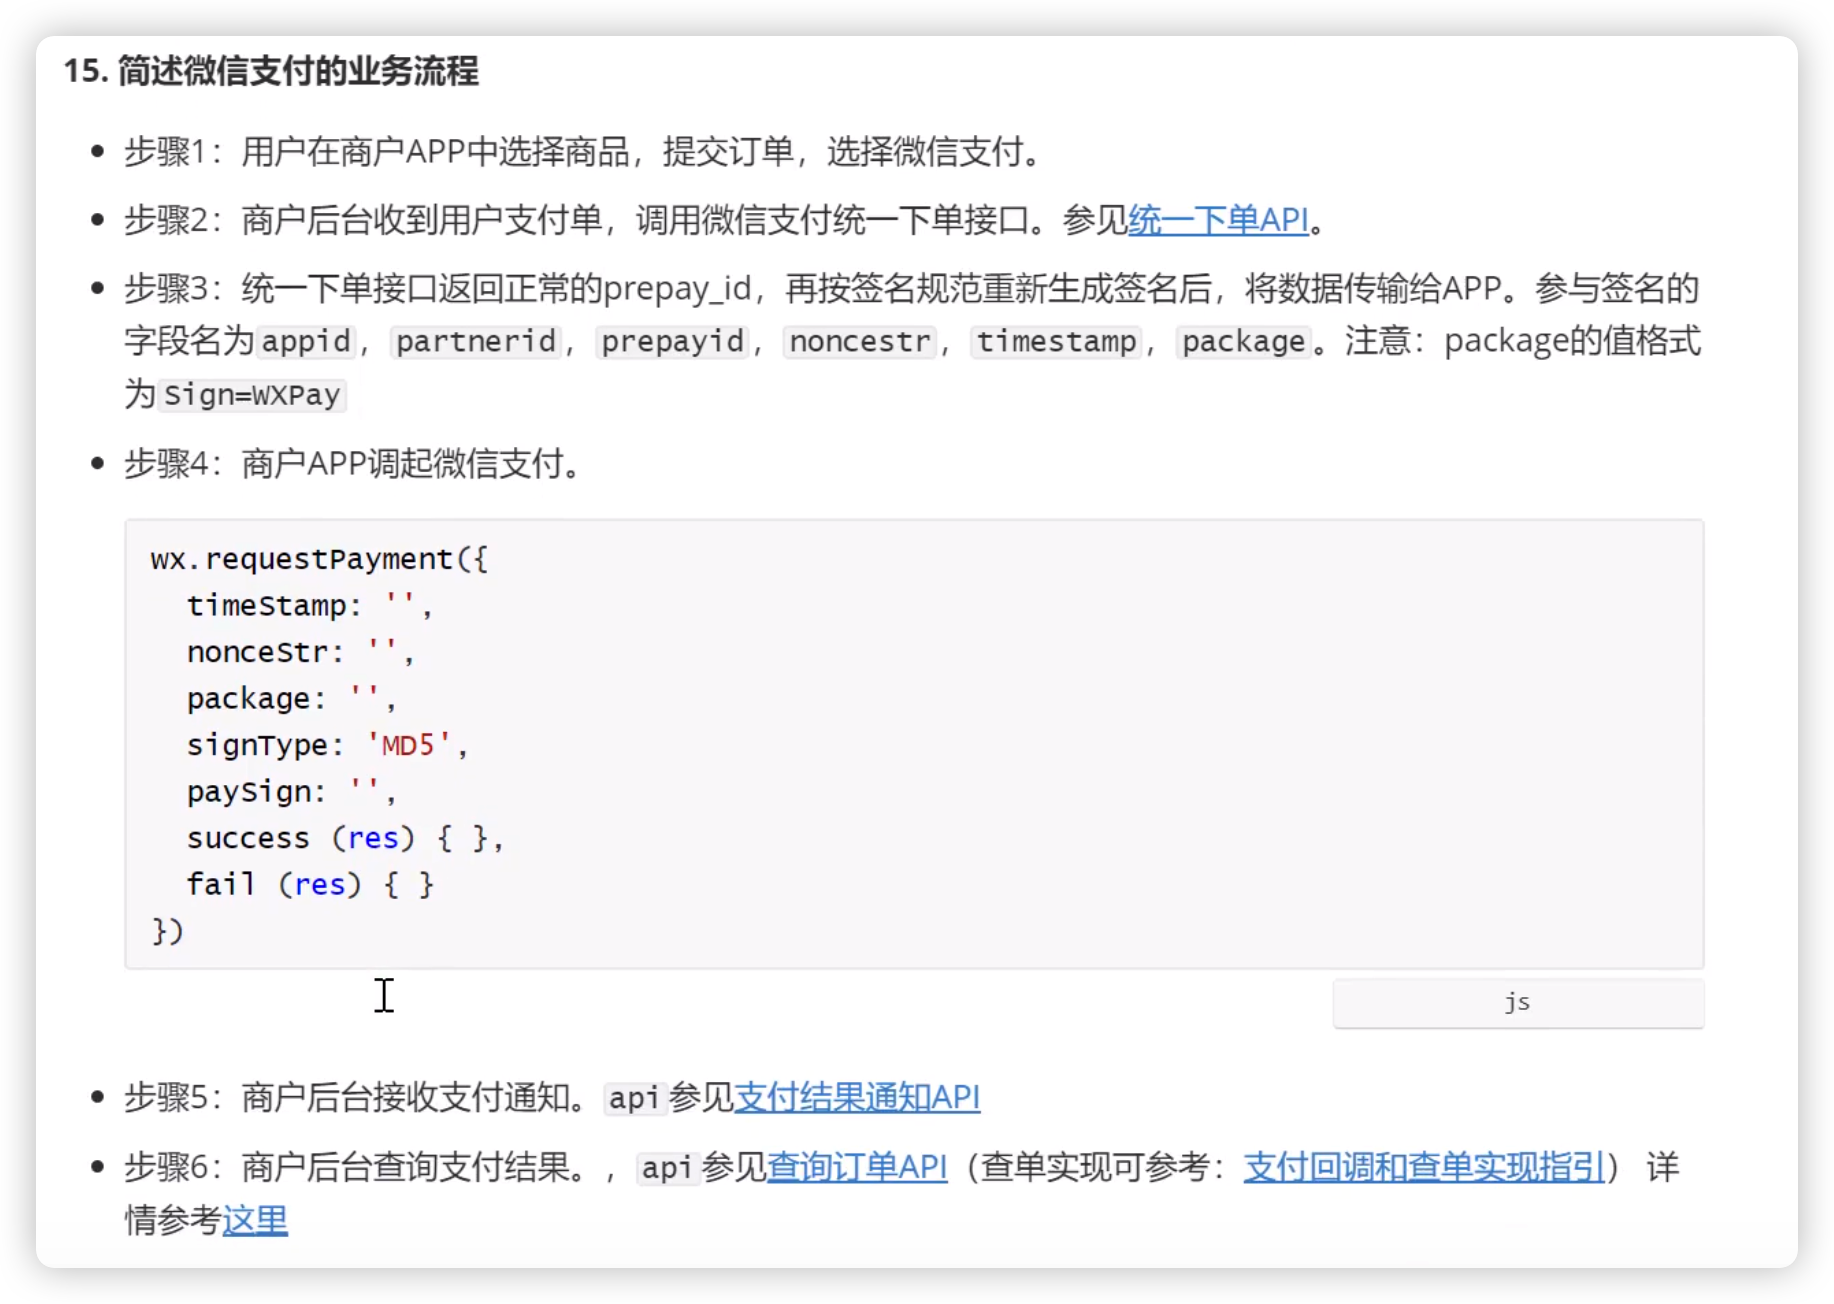 15. 简述微信支付的业务流程
步骤1：用户在商户APP中选择商品，提交订单，选择微信支付。
步骤2：商户后台收到用户支付单，调用微信支付统一下单接口。参见统一下单API。
步骤3：统一下单接口返回正常的prepay_id，再按签名规范重新生成签名后，将数据传输给APP。参与签名的
字段名为appid，partnerid，prepayid，noncestr，timestamp，package。注意：package的值格式
为Sign=WXPay
步骤4：商户APP调起微信支付。
wx.requestPayment({
  timeStamp: '',
  nonceStr: '',
  package: '',
  signType: 'MD5',
  paySign: '',
  success (res) { },
  fail (res) { }
})
js
步骤5：商户后台接收支付通知。api参见支付结果通知API
步骤6：商户后台查询支付结果。，api参见查询订单API（查单实现可参考：支付回调和查单实现指引） 详
情参考这里